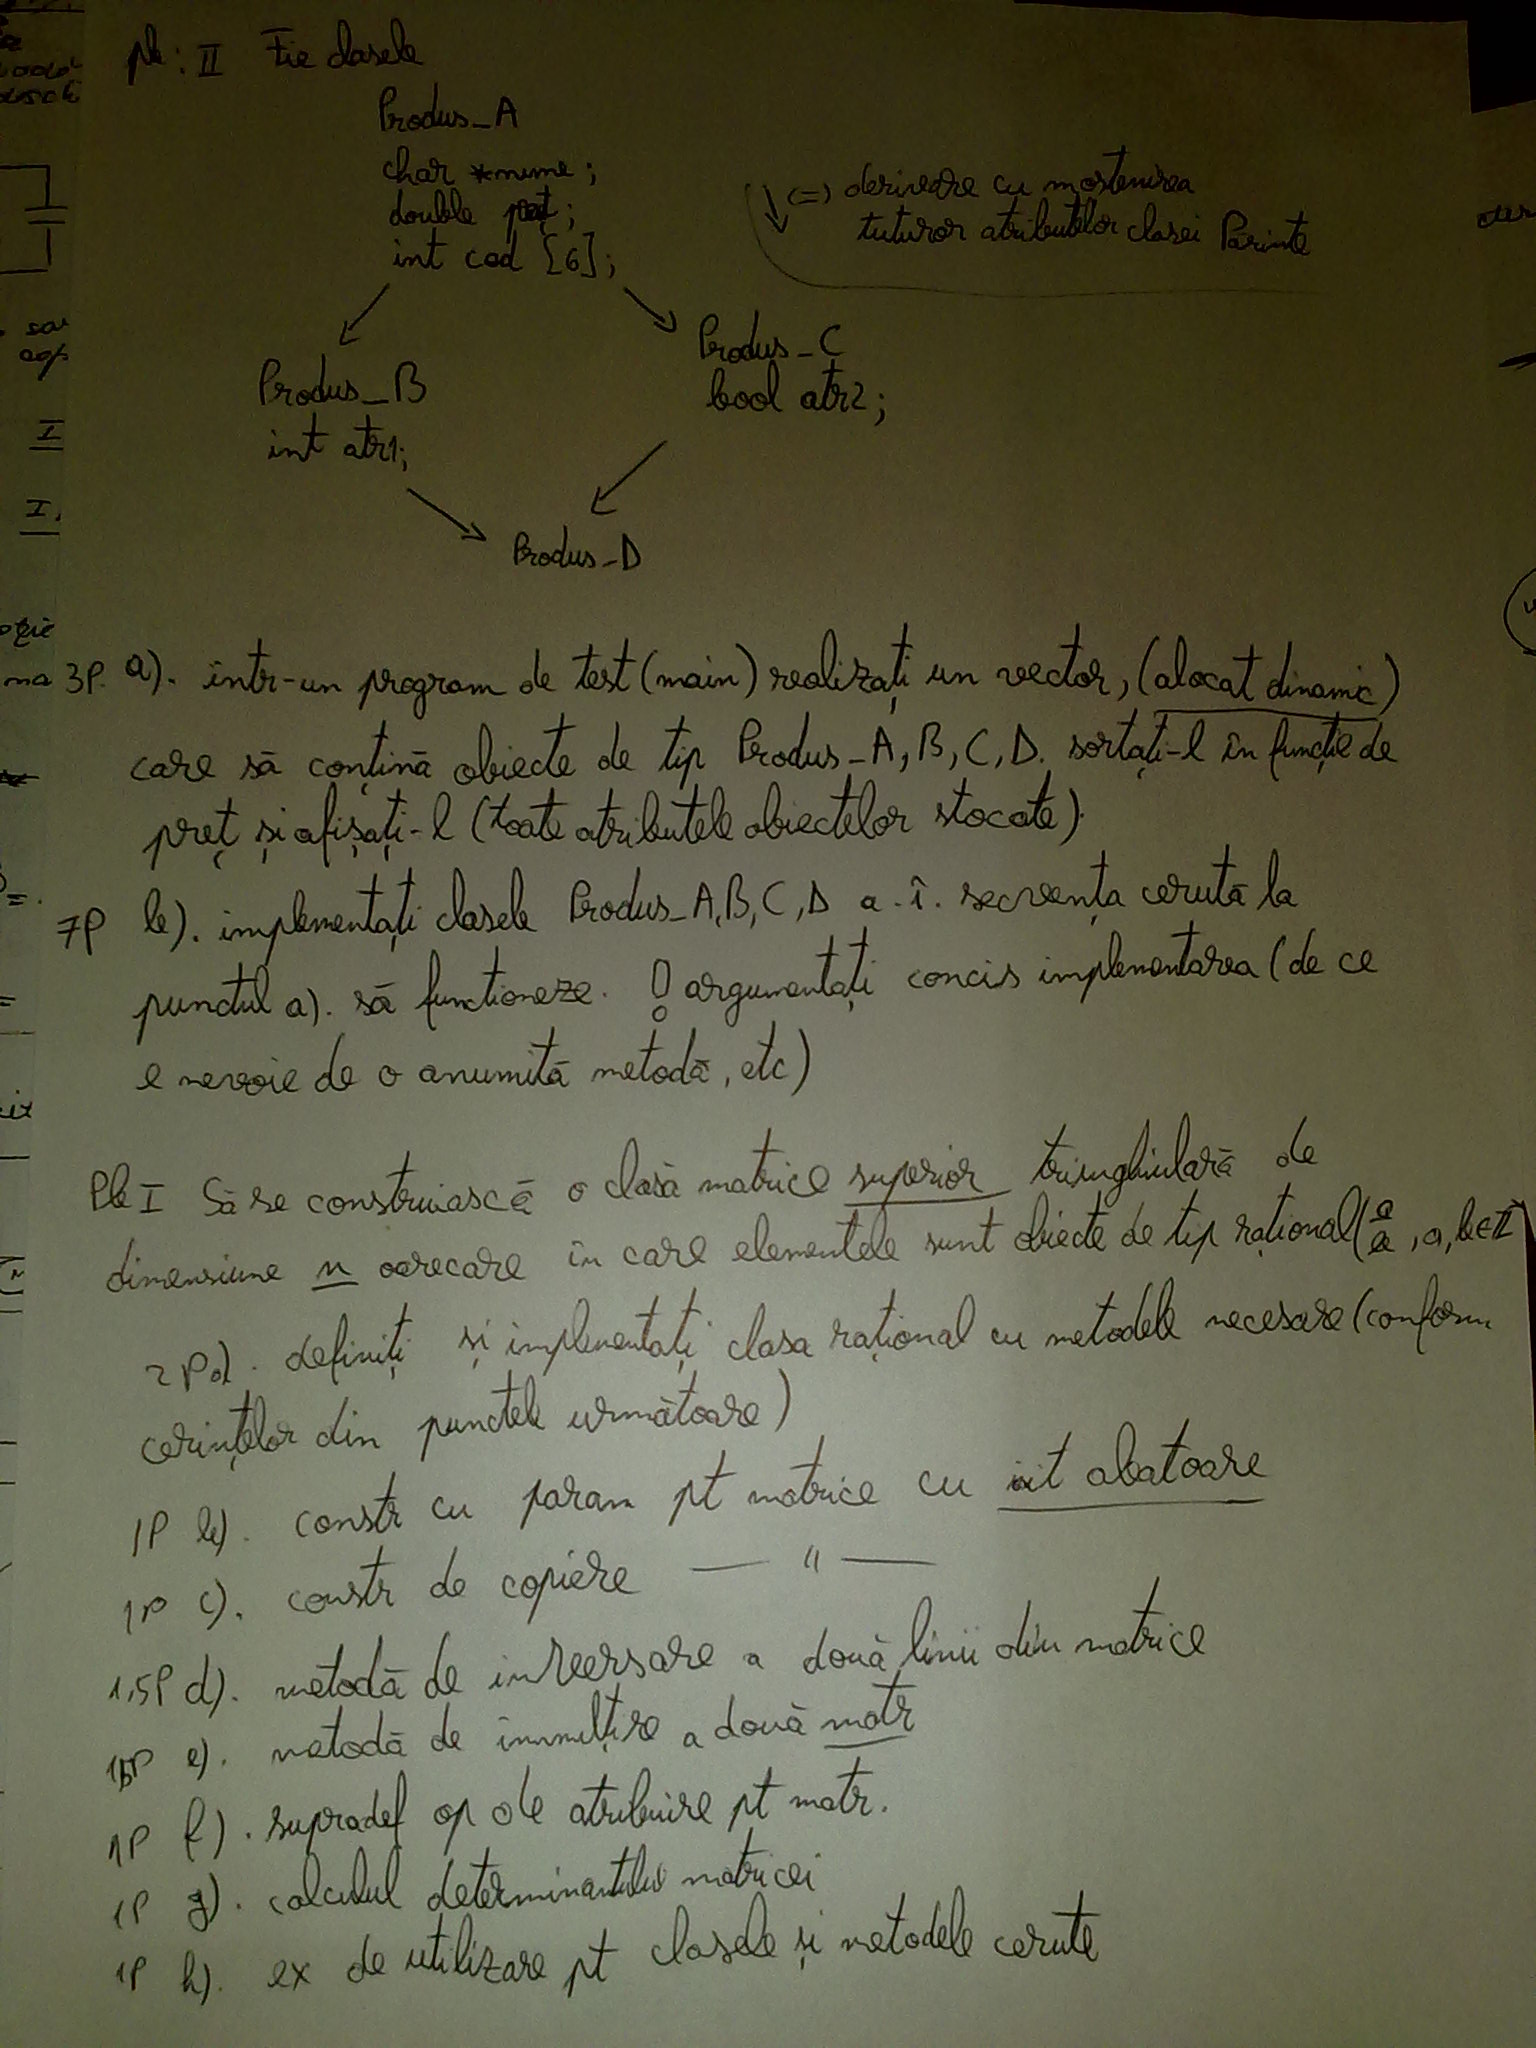 Pb: II Fie clasele
Produs_A
char *nume;
double preț;
int cod [6];
↓ (=) derivare cu moștenirea
tuturor atributelor clasei Părinte
Produs_B
int atr1;
Produs_C
bool atr2;
Produs_D
3P. a). într-un program de test (main) realizați un vector, (alocat dinamic)
care să conțină obiecte de tip Produs_A, B, C, D. sortați-l în funcție de
preț și afișați-l (toate atributele obiectelor stocate).
7P b). implementați clasele Produs_A, B, C, D a. î. secvența cerută la
punctul a). să functioneze. ! argumentați concis implementarea (de ce
e nevoie de o anumită metodă, etc)
Pb I Să se construiască o clasă matrice superior triunghiulară de
dimensiune n oarecare în care elementele sunt obiecte de tip rațional (a, a, b∈Z
2P a). definiți și implementați clasa rațional cu metodele necesare (conform
cerințelor din punctele următoare)
1P b). constr cu param pt matrice cu init abatoare
1P c). constr de copiere — " —
1,5P d). metodă de inversare a două linii din matrice
1,5P e). metodă de înmulțire a două matr
1P f). supradef op de atribuire pt matr.
1P g). calculul determinantului matricei
1P h). ex de utilizare pt clasele și metodele cerute